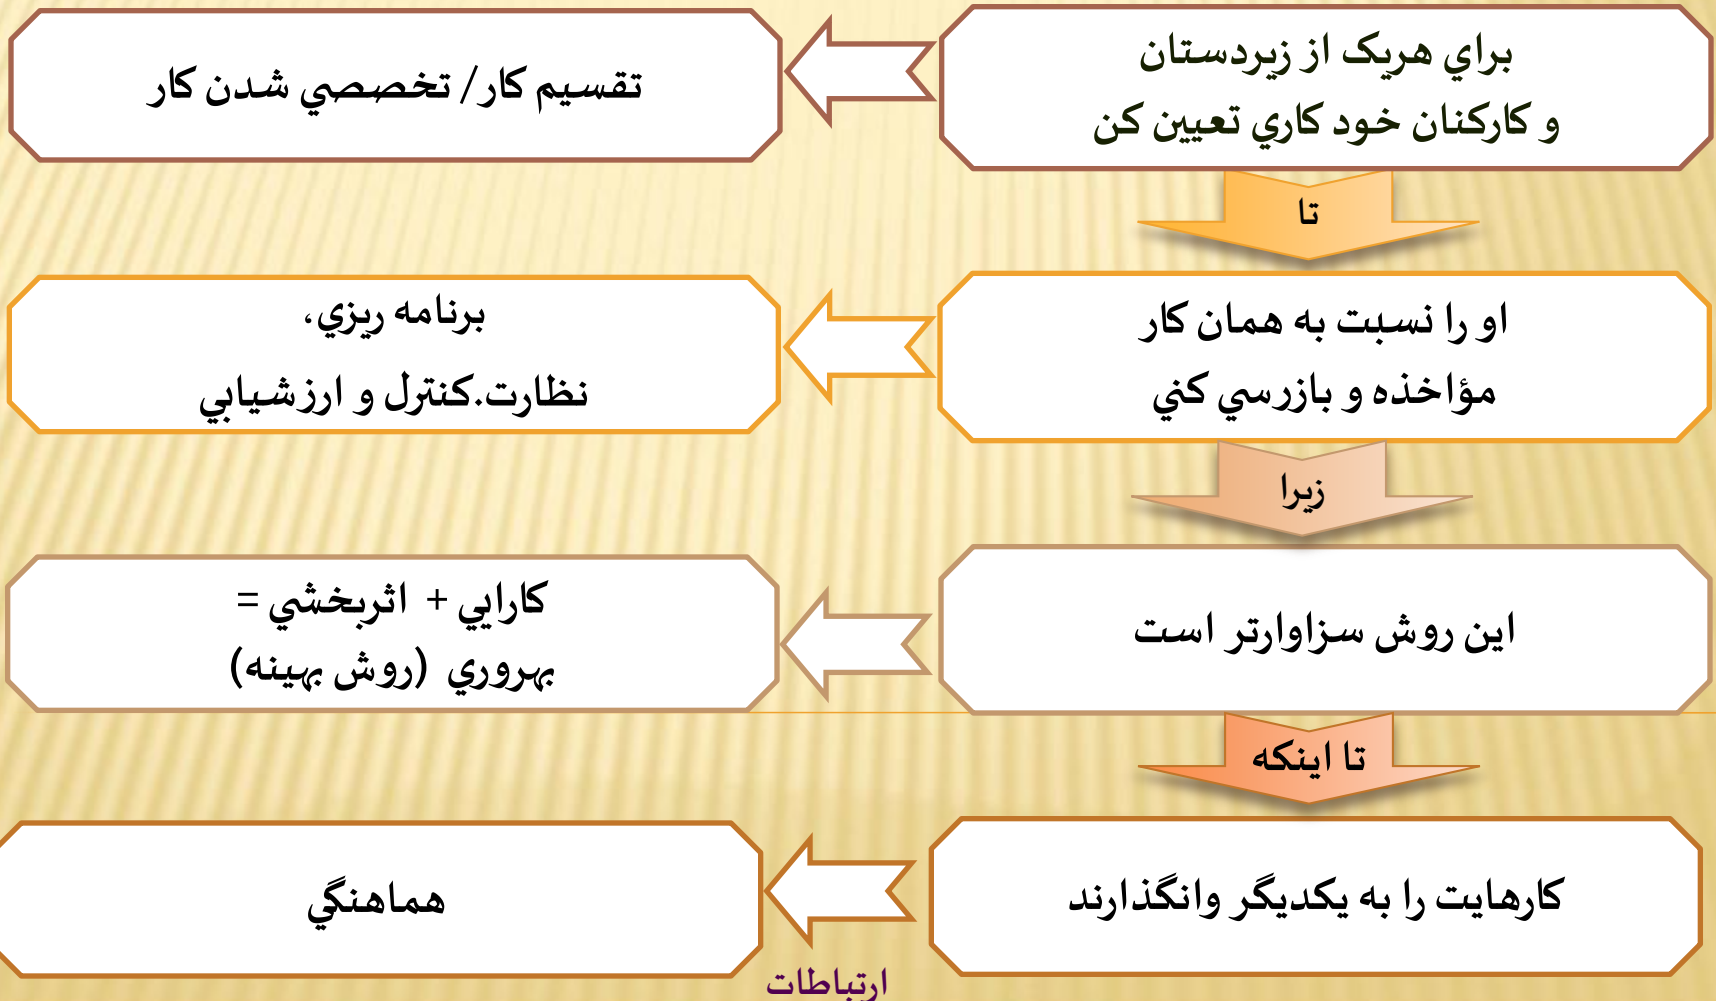 براي هريک از زيردستان
و کارکنان خود کاري تعيين کن
تقسيم کار/ تخصصي شدن کار
تا
او را نسبت به همان کار
مؤاخذه و بازرسي کني
برنامه ريزي،
نظارت.کنترل و ارزشيابي
زيرا
اين روش سزاوارتر است
کارايي + اثربخشي =
بهروري (روش بهينه)
تا اينکه
کارهايت را به يکديگر وانگذارند
هماهنگي
ارتباطات